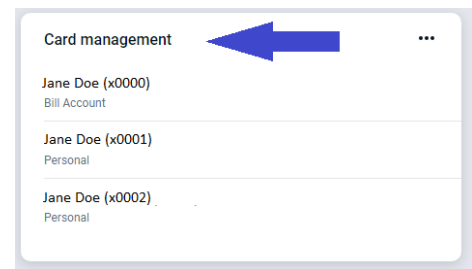 Card management
Jane Doe (x0000)
Bill Account
Jane Doe (x0001)
Personal
Jane Doe (x0002)
Personal